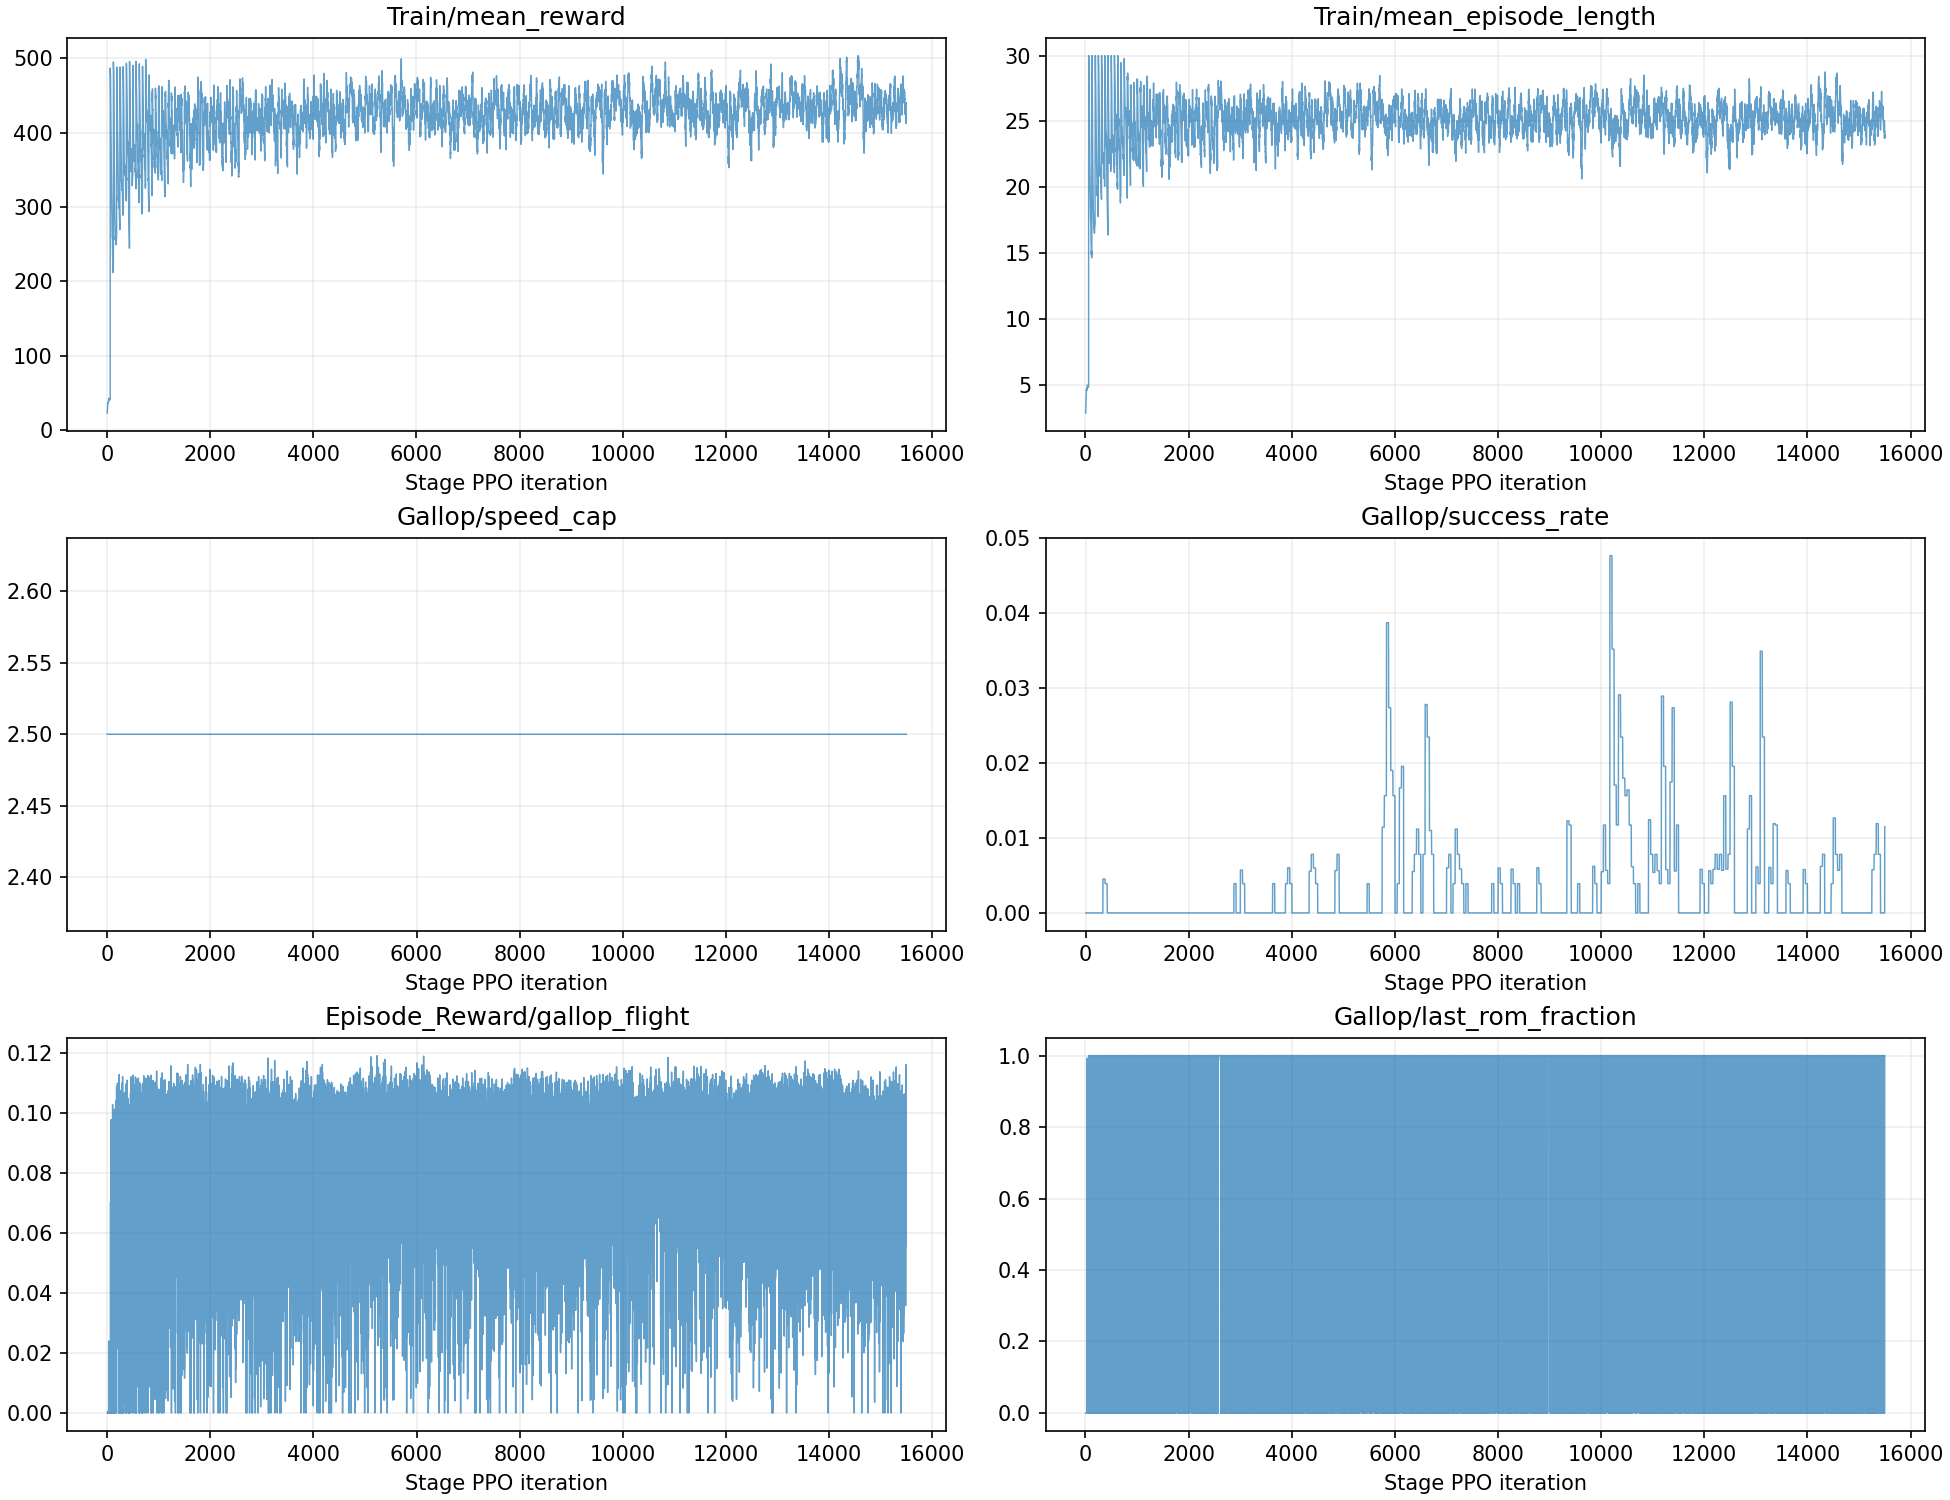 Train/mean_reward
500
400
300
200
100
0
0 2000 4000 6000 8000 10000 12000 14000 16000
Stage PPO iteration
Train/mean_episode_length
30
25
20
15
10
5
0 2000 4000 6000 8000 10000 12000 14000 16000
Stage PPO iteration
Gallop/speed_cap
2.60
2.55
2.50
2.45
2.40
0 2000 4000 6000 8000 10000 12000 14000 16000
Stage PPO iteration
Gallop/success_rate
0.05
0.04
0.03
0.02
0.01
0.00
0 2000 4000 6000 8000 10000 12000 14000 16000
Stage PPO iteration
Episode_Reward/gallop_flight
0.12
0.10
0.08
0.06
0.04
0.02
0.00
0 2000 4000 6000 8000 10000 12000 14000 16000
Stage PPO iteration
Gallop/last_rom_fraction
1.0
0.8
0.6
0.4
0.2
0.0
0 2000 4000 6000 8000 10000 12000 14000 16000
Stage PPO iteration